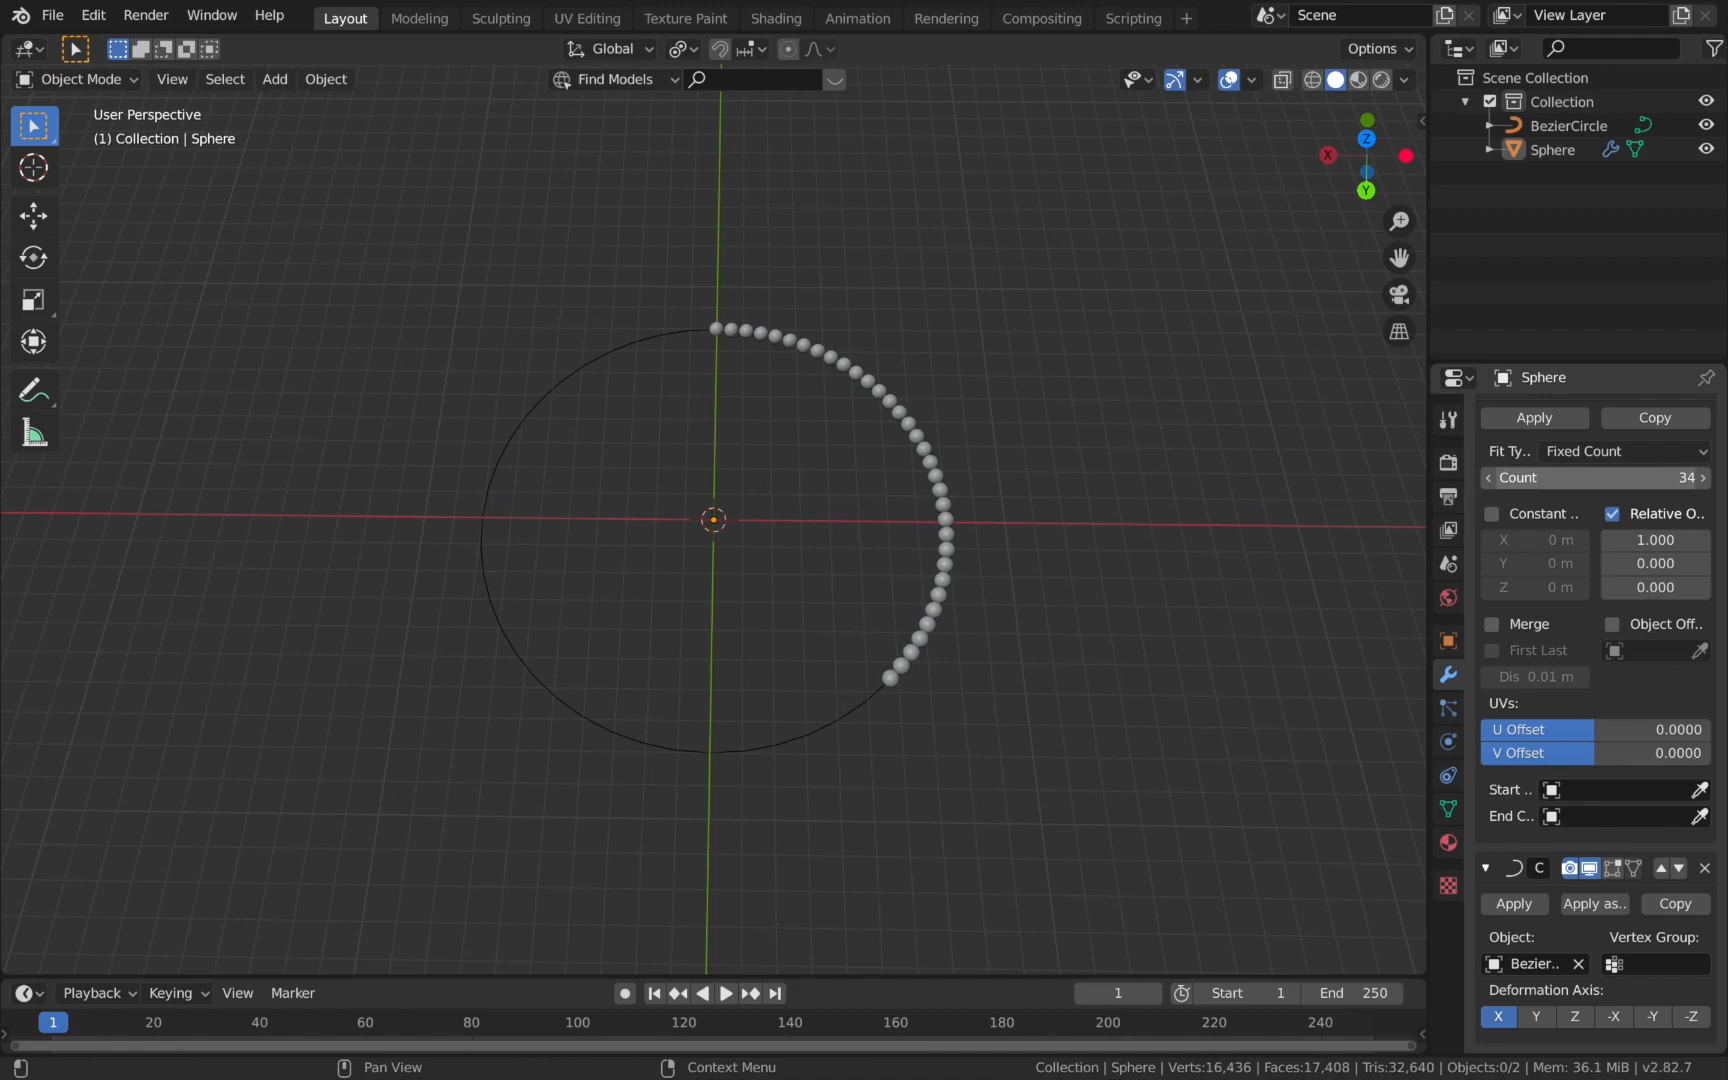 File Edit Render Window Help Layout Modeling Sculpting UV Editing Texture Paint Shading Animation Rendering Compositing Scripting + Scene View Layer
Global Options
Object Mode View Select Add Object Find Models
User Perspective
(1) Collection | Sphere
X Z Y
Scene Collection
Collection
BezierCircle
Sphere
Sphere
Apply Copy
Fit Ty.. Fixed Count
Count 34
Constant .. Relative O..
X 0 m 1.000
Y 0 m 0.000
Z 0 m 0.000
Merge Object Off..
First Last
Dis 0.01 m
UVs:
U Offset 0.0000
V Offset 0.0000
Start ..
End C..
C
Apply Apply as.. Copy
Object: Vertex Group:
Bezier..
Deformation Axis:
X Y Z -X -Y -Z
Playback Keying View Marker 1 Start 1 End 250
1 20 40 60 80 100 120 140 160 180 200 220 240
Pan View Context Menu Collection | Sphere | Verts:16,436 | Faces:17,408 | Tris:32,640 | Objects:0/2 | Mem: 36.1 MiB | v2.82.7